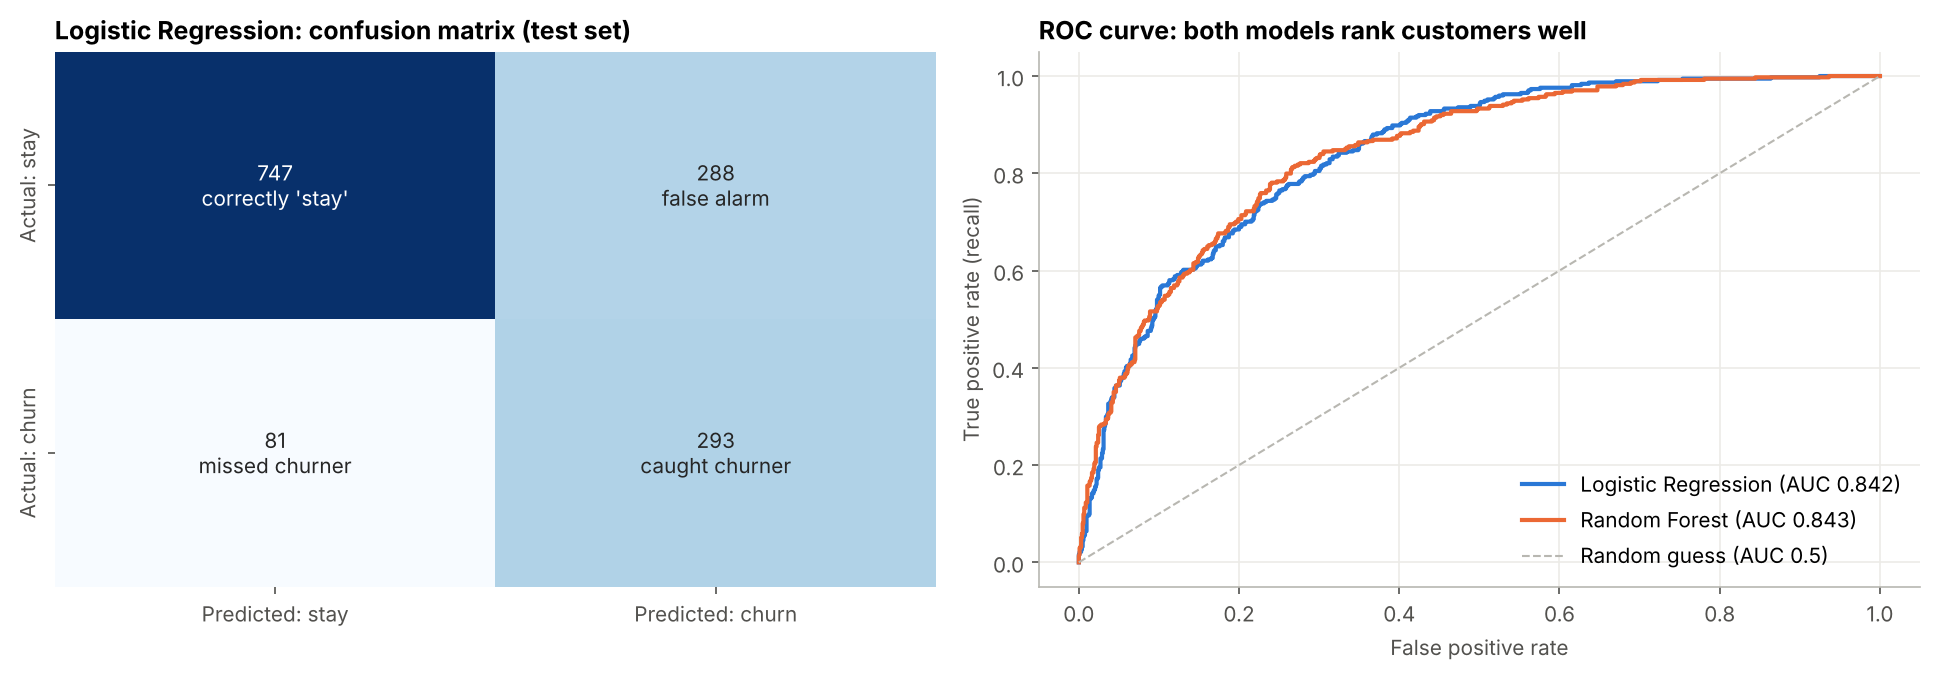 Logistic Regression: confusion matrix (test set)
Actual: stay
Actual: churn
747
correctly 'stay'
288
false alarm
81
missed churner
293
caught churner
Predicted: stay
Predicted: churn
ROC curve: both models rank customers well
True positive rate (recall)
1.0
0.8
0.6
0.4
0.2
0.0
Logistic Regression (AUC 0.842)
Random Forest (AUC 0.843)
Random guess (AUC 0.5)
0.0
0.2
0.4
0.6
0.8
1.0
False positive rate